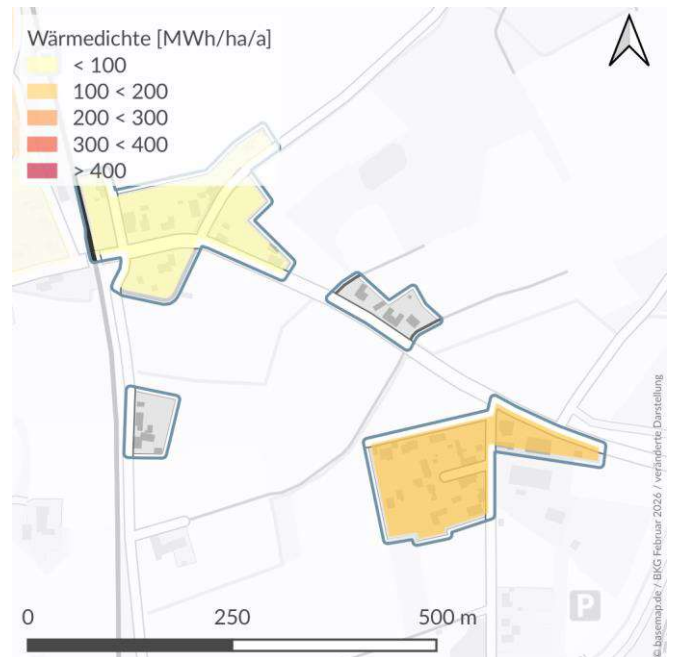 Wärmedichte [MWh/ha/a]
< 100
100 < 200
200 < 300
300 < 400
> 400
P
0 250 500 m
© basemap.de / BKG Februar 2026 / veränderte Darstellung